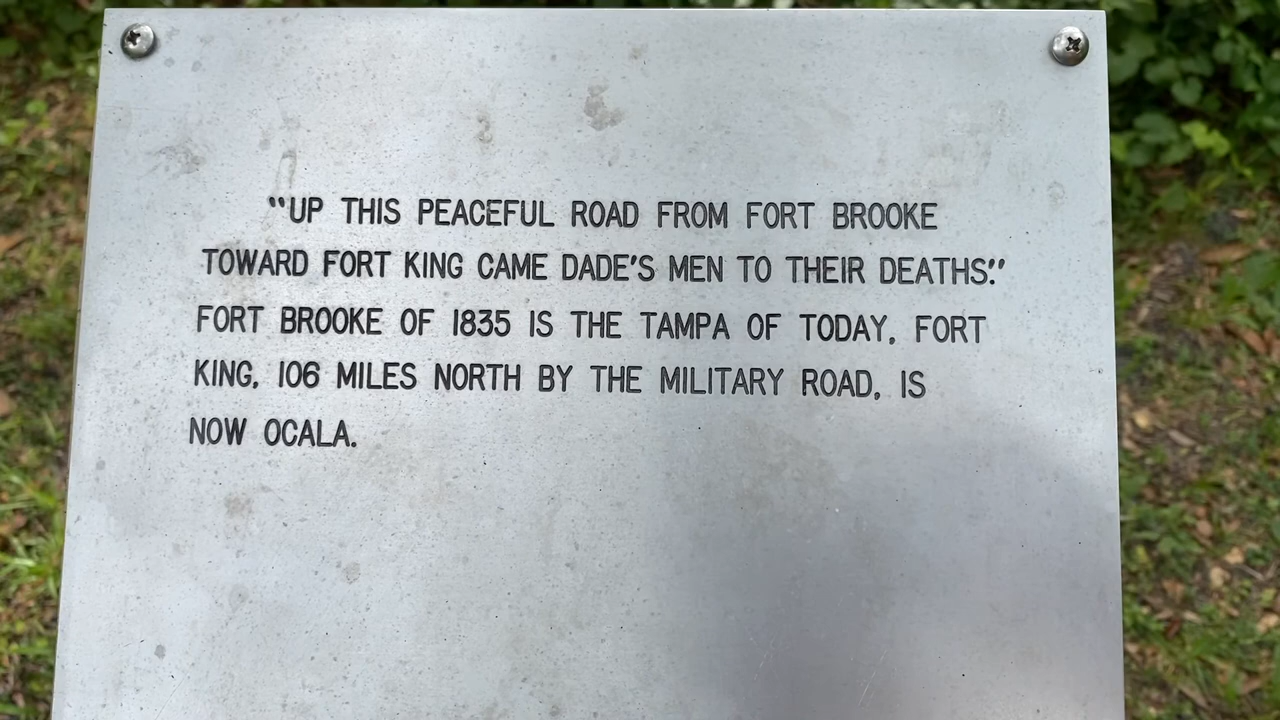 "UP THIS PEACEFUL ROAD FROM FORT BROOKE
TOWARD FORT KING CAME DADE'S MEN TO THEIR DEATHS."
FORT BROOKE OF 1835 IS THE TAMPA OF TODAY, FORT
KING, 106 MILES NORTH BY THE MILITARY ROAD, IS
NOW OCALA.